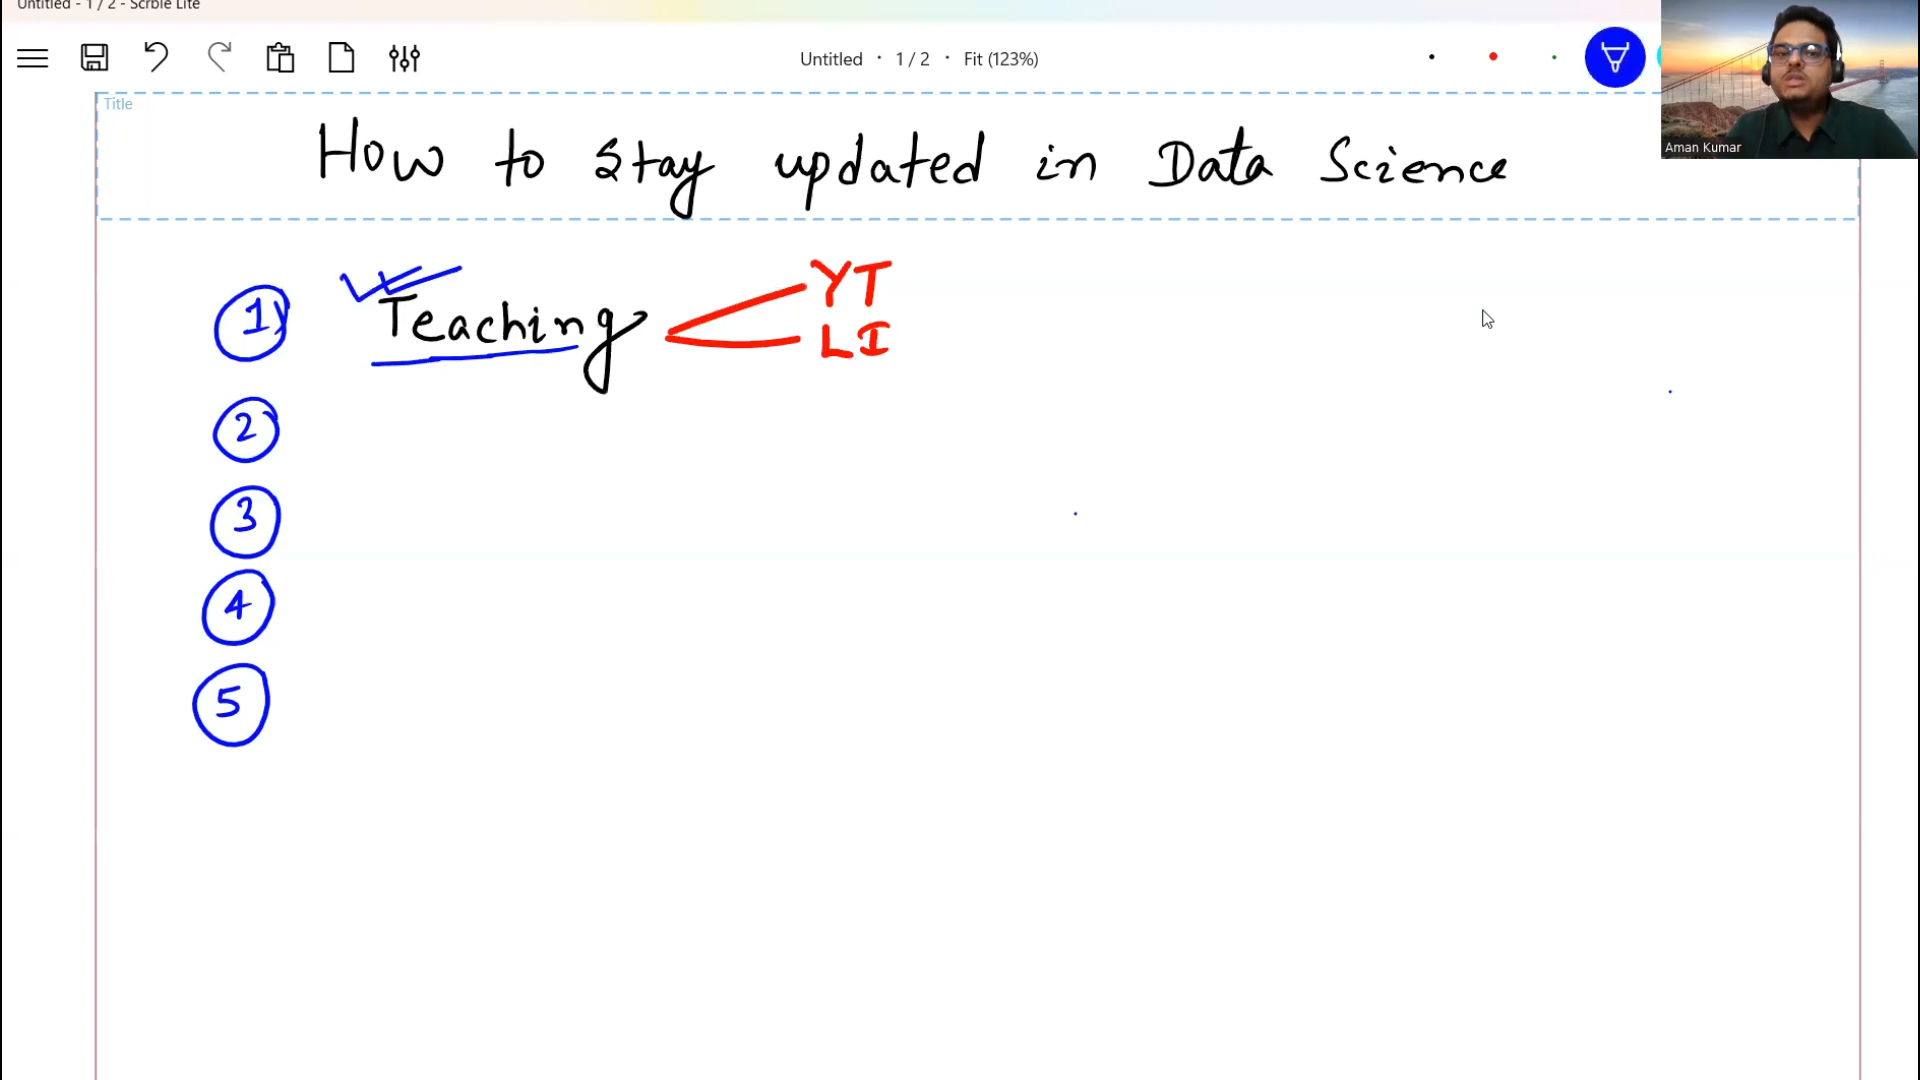 Untitled - 1 / 2 - Scrble Lite
Untitled · 1 / 2 · Fit (123%)
Aman Kumar
Title
How to stay updated in Data Science
1) Teaching YT
LI
2
3
4
5